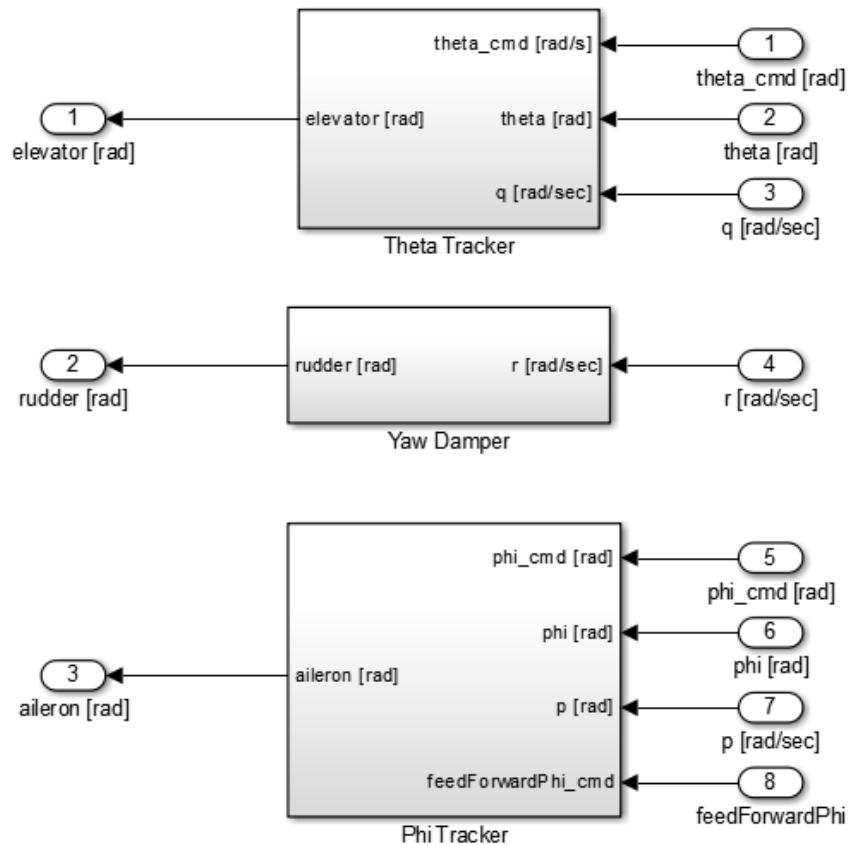 theta_cmd [rad/s]
1
theta_cmd [rad]
1
elevator [rad]
elevator [rad]
theta [rad]
2
theta [rad]
q [rad/sec]
3
q [rad/sec]
Theta Tracker
2
rudder [rad]
rudder [rad]
r [rad/sec]
4
r [rad/sec]
Yaw Damper
phi_cmd [rad]
5
phi_cmd [rad]
phi [rad]
6
phi [rad]
3
aileron [rad]
aileron [rad]
p [rad]
7
p [rad/sec]
feedForwardPhi_cmd
8
feedForwardPhi
Phi Tracker